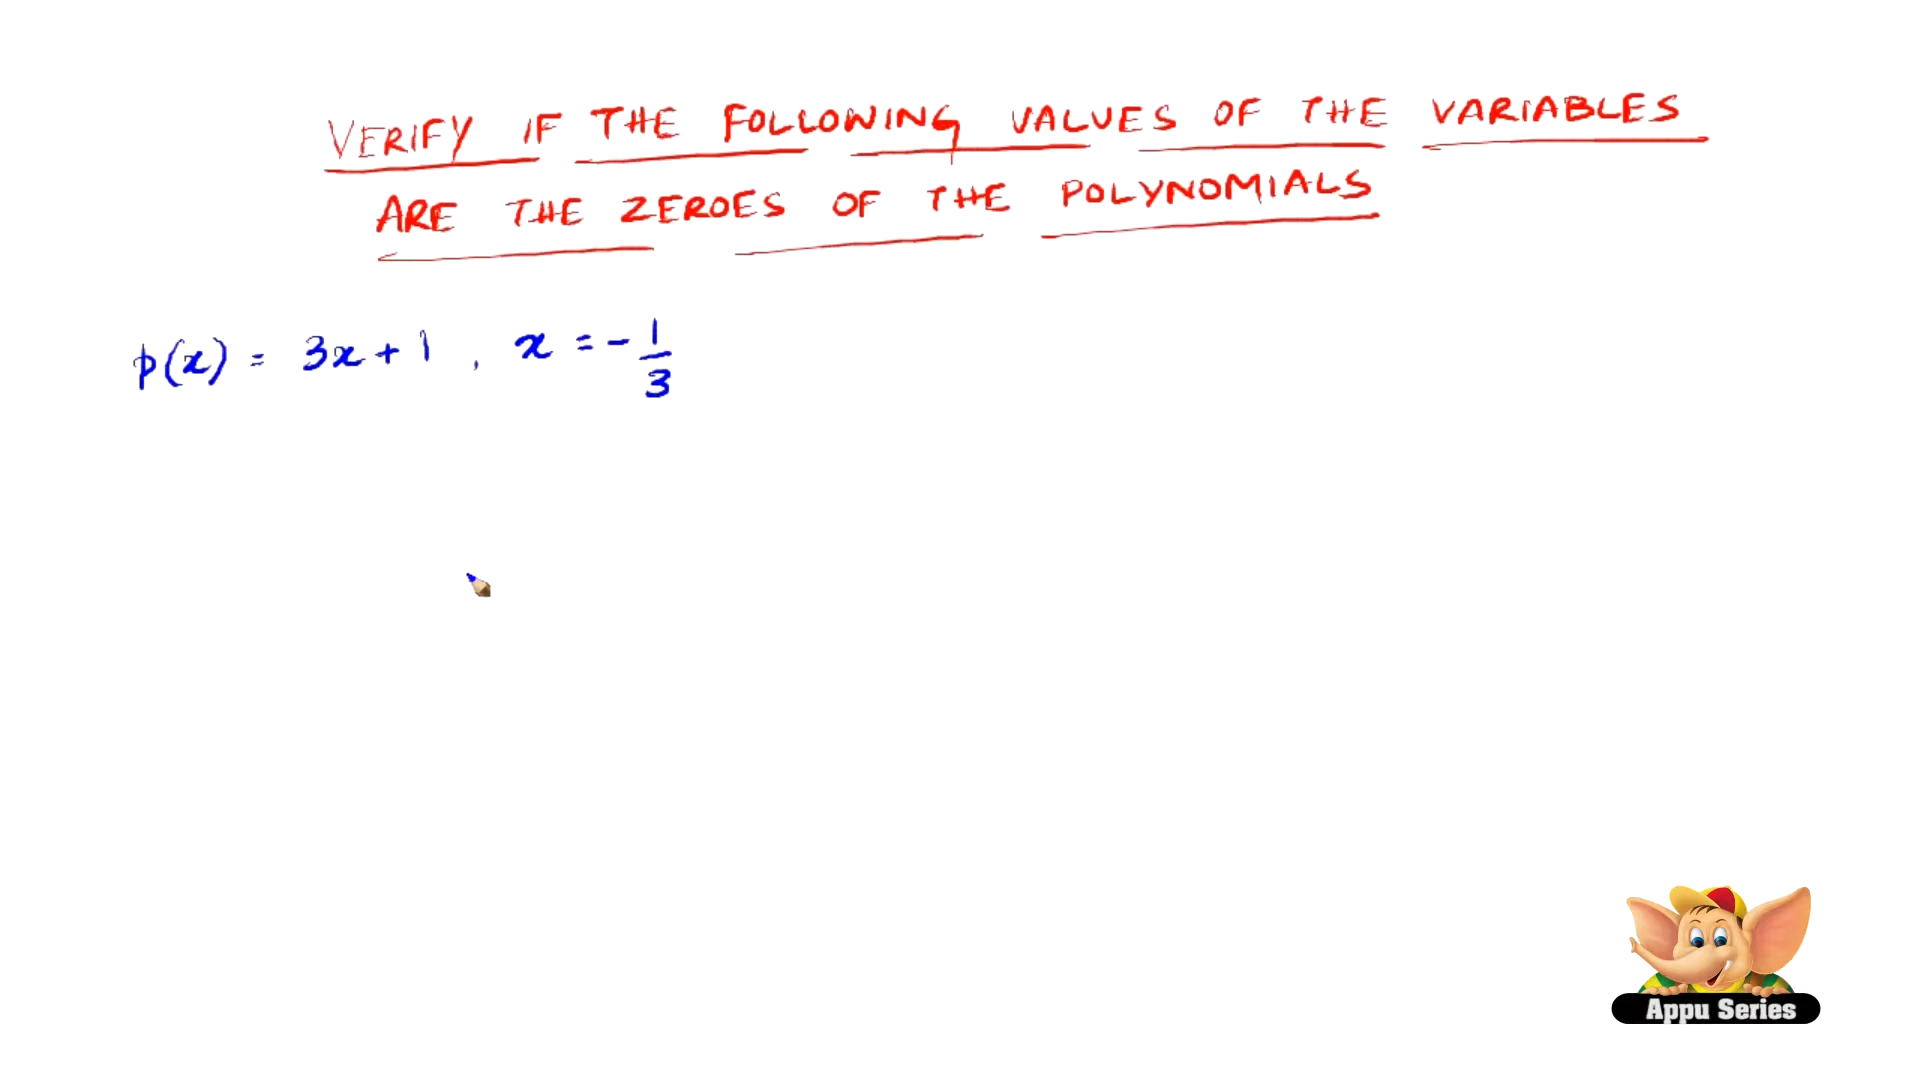 VERIFY IF THE FOLLOWING VALUES OF THE VARIABLES
ARE THE ZEROES OF THE POLYNOMIALS
p(x) = 3x + 1 , x = - 1/3
Appu Series